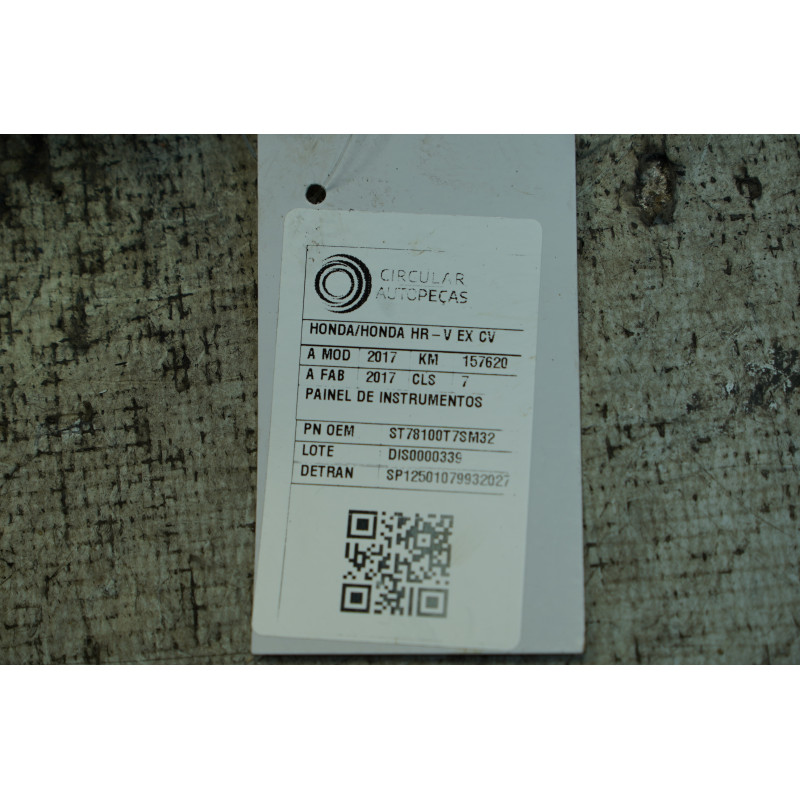 CIRCULAR
AUTOPEÇAS
HONDA/HONDA HR-V EX CV
A MOD 2017 KM 157620
A FAB 2017 CLS 7
PAINEL DE INSTRUMENTOS
PN OEM ST78100T7SM32
LOTE DIS0000339
DETRAN SP12501079932027